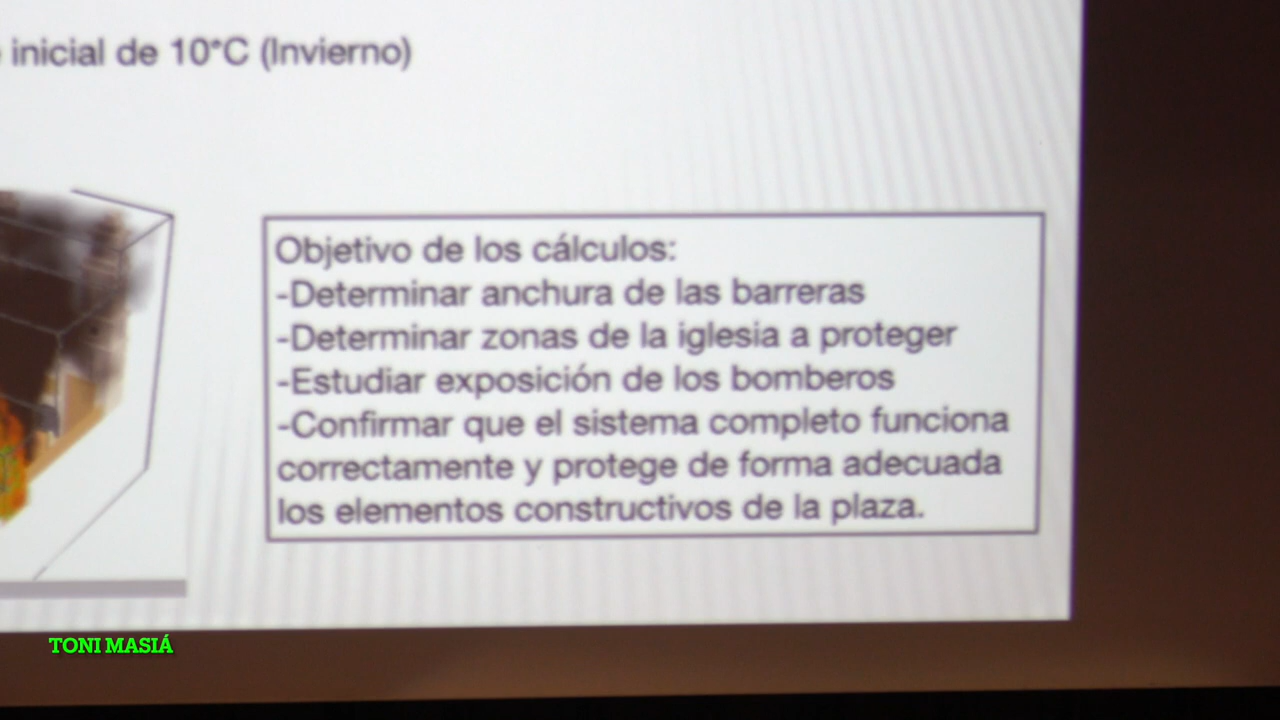 inicial de 10°C (Invierno)
Objetivo de los cálculos:
-Determinar anchura de las barreras
-Determinar zonas de la iglesia a proteger
-Estudiar exposición de los bomberos
-Confirmar que el sistema completo funciona
correctamente y protege de forma adecuada
los elementos constructivos de la plaza.
TONI MASIÁ